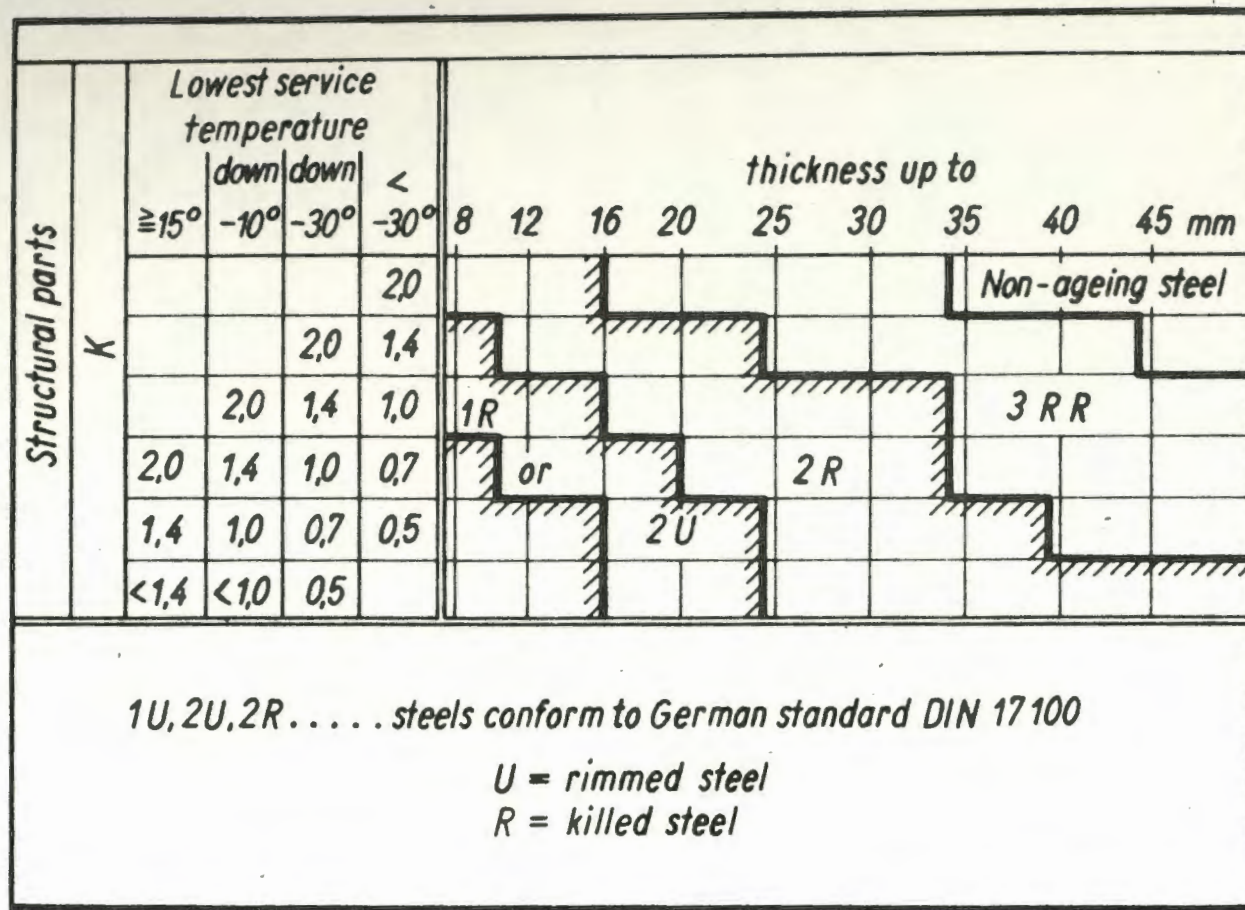 Structural parts
K
Lowest service
temperature
down down <
≧15° -10° -30° -30°
thickness up to
8 12 16 20 25 30 35 40 45 mm
2,0 Non-ageing steel
2,0 1,4
2,0 1,4 1,0 1R 3 RR
2,0 1,4 1,0 0,7 or 2 R
1,4 1,0 0,7 0,5 2 U
<1,4 <1,0 0,5
1U, 2U, 2R ..... steels conform to German standard DIN 17100
U = rimmed steel
R = killed steel